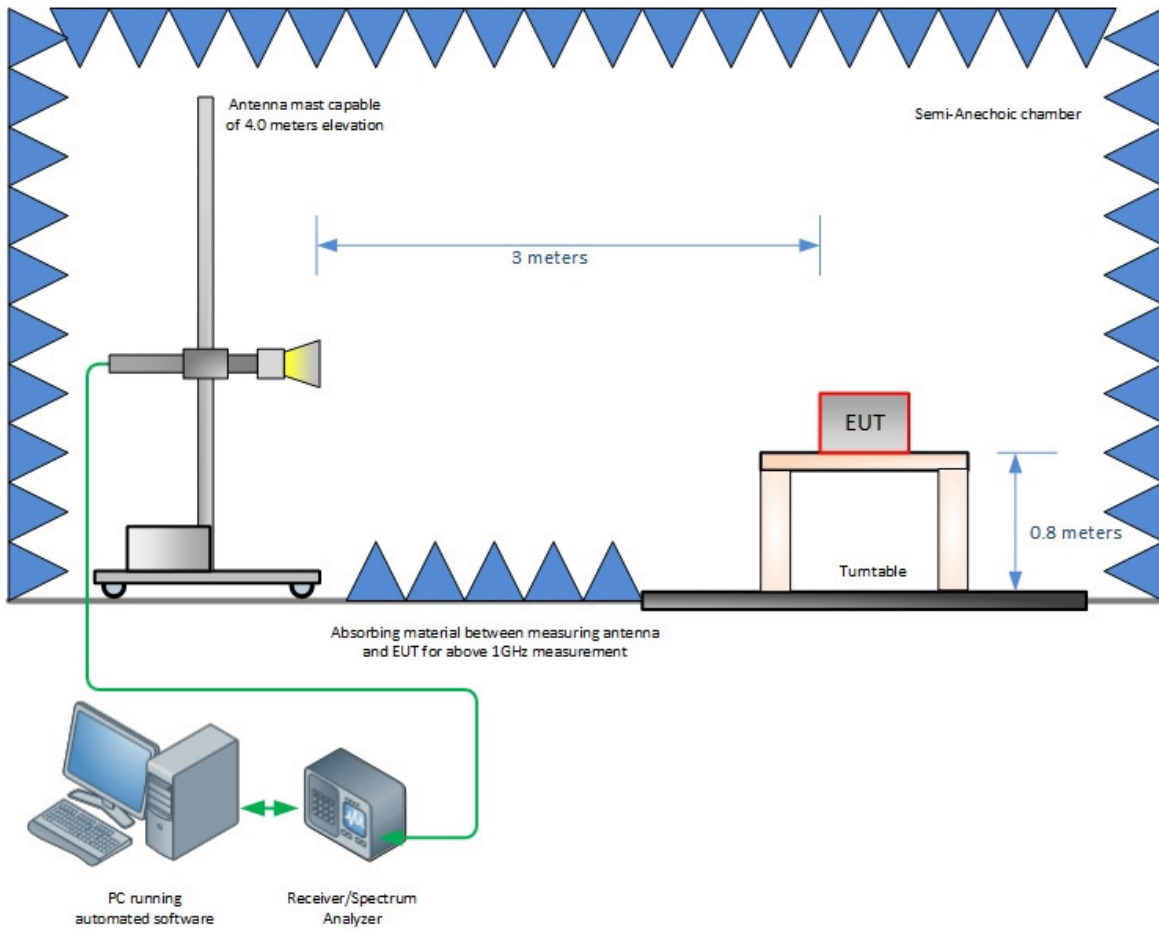 Antenna mast capable
of 4.0 meters elevation
Semi-Anechoic chamber
3 meters
EUT
0.8 meters
Turntable
Absorbing material between measuring antenna
and EUT for above 1GHz measurement
PC running
automated software
Receiver/Spectrum
Analyzer